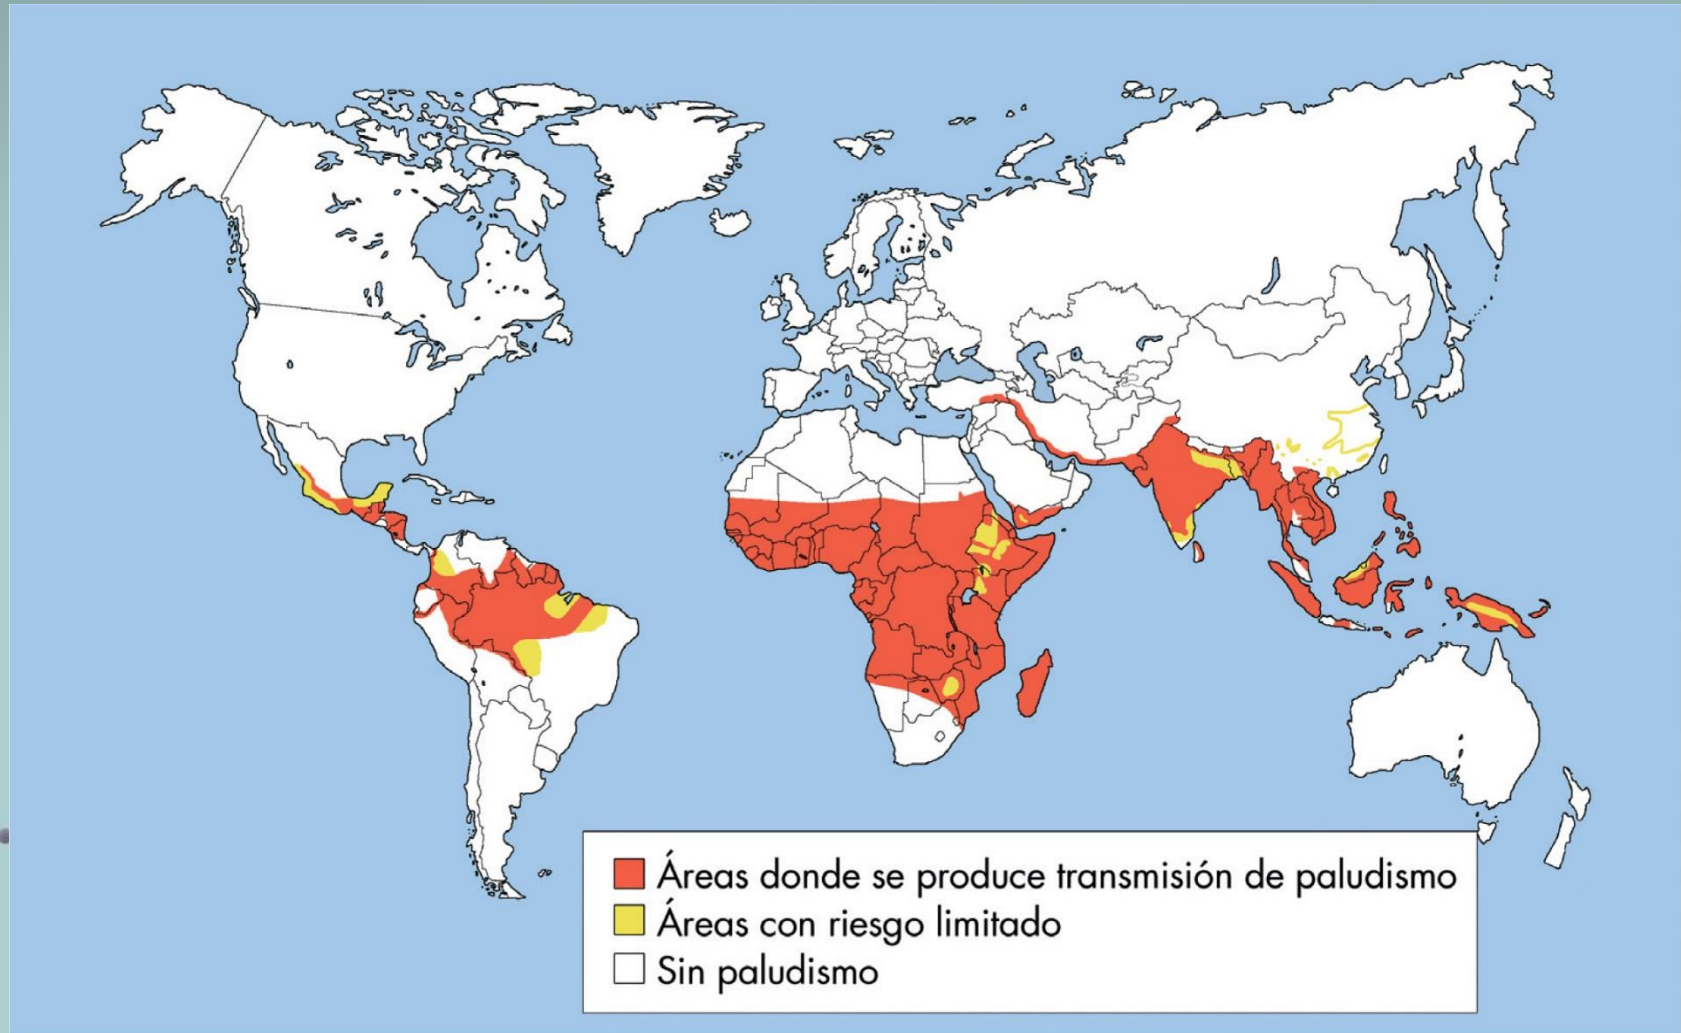 Áreas donde se produce transmisión de paludismo
Áreas con riesgo limitado
Sin paludismo